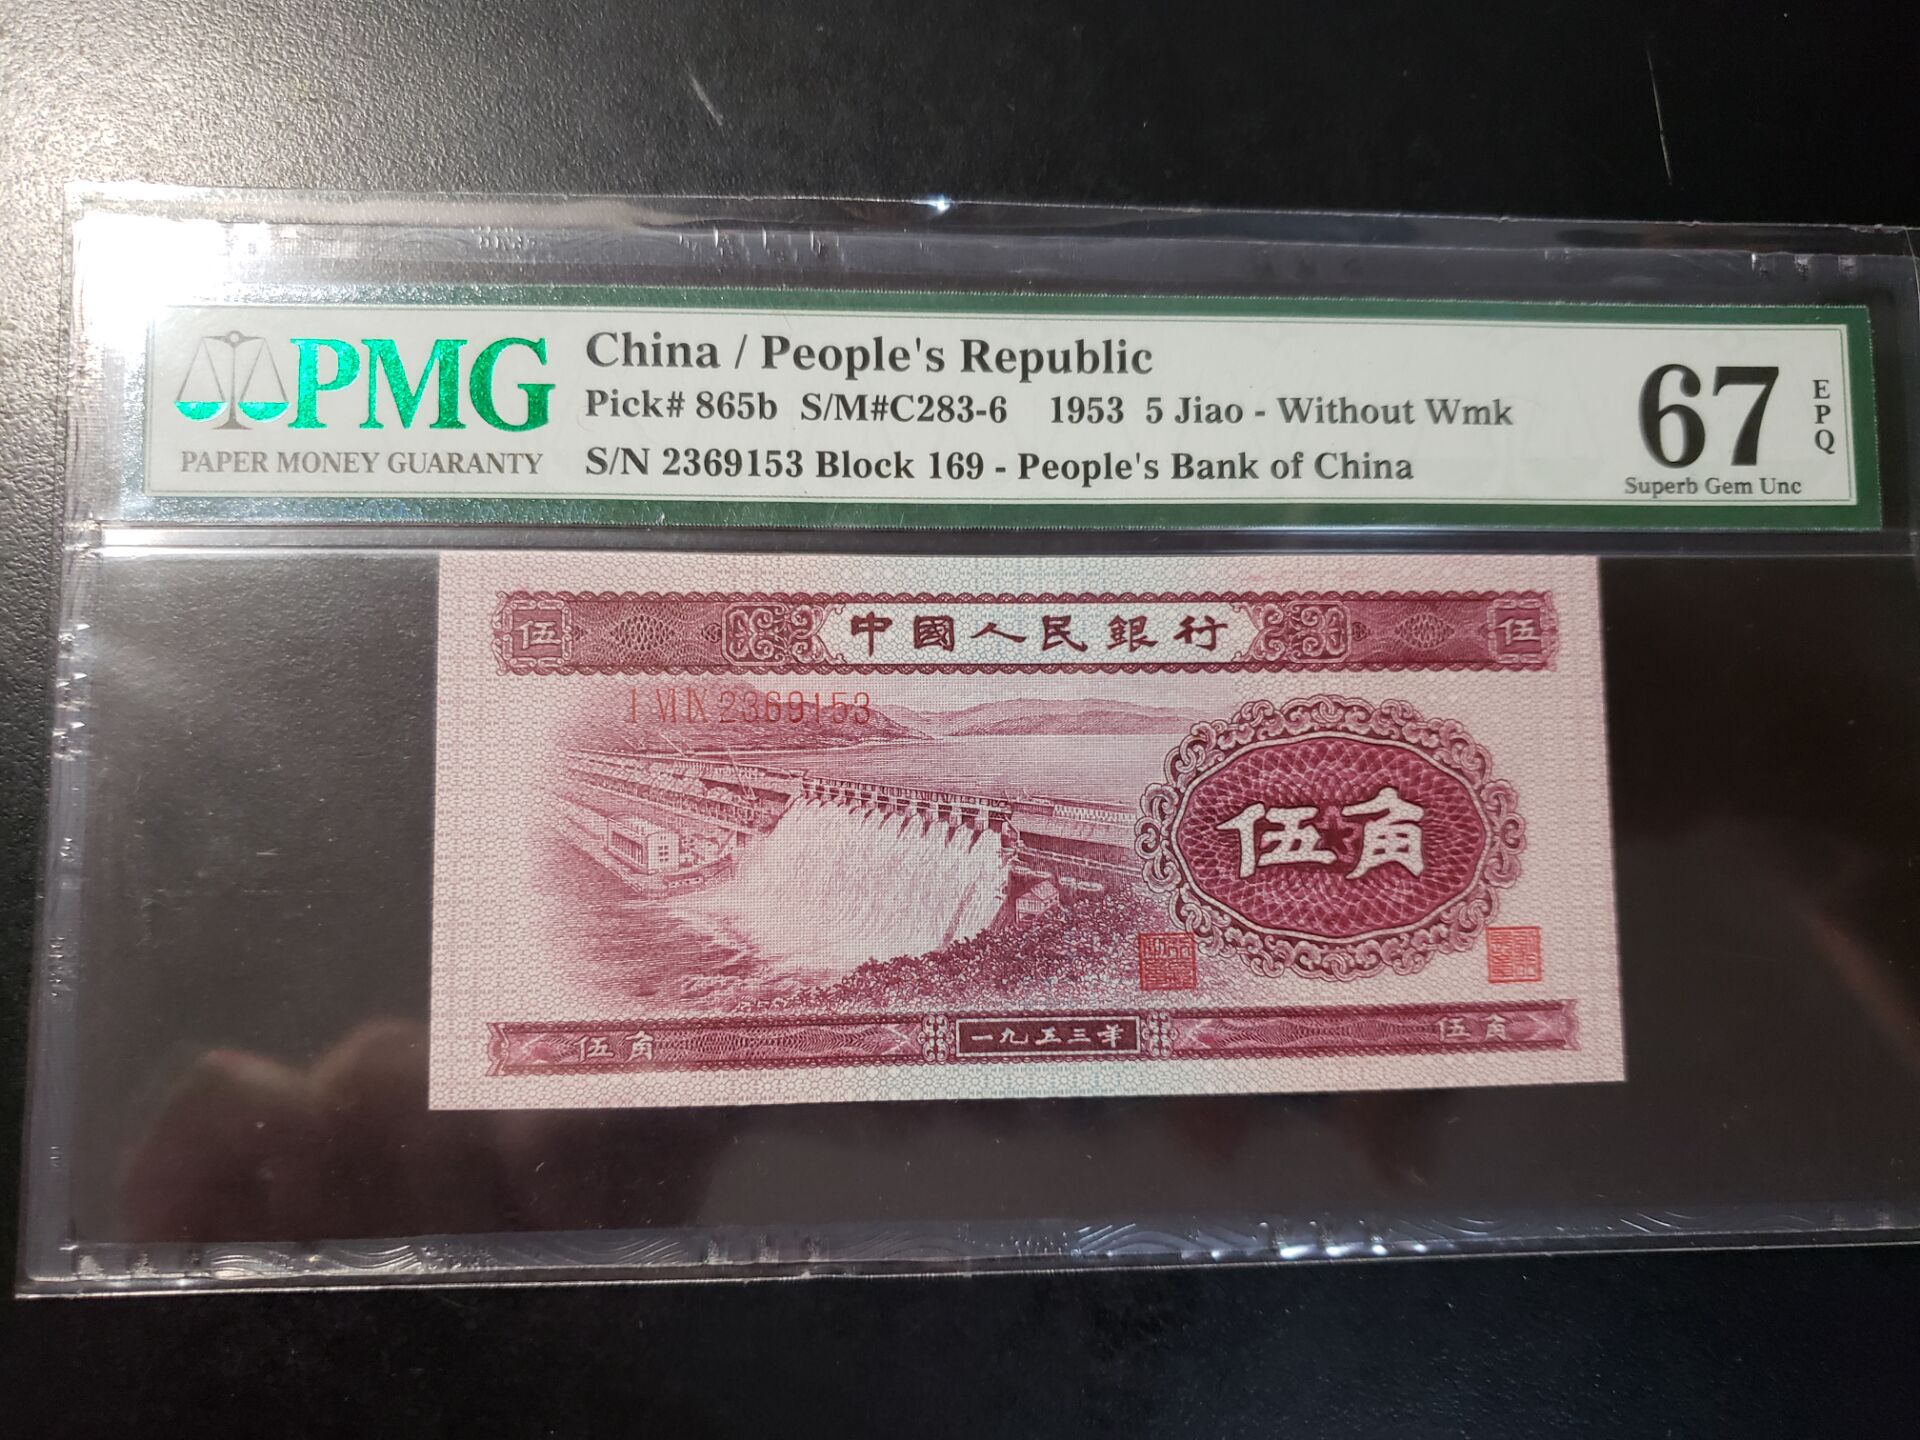 PMG
PAPER MONEY GUARANTY
China / People's Republic
Pick# 865b S/M#C283-6 1953 5 Jiao - Without Wmk
S/N 2369153 Block 169 - People's Bank of China
67
EPQ
Superb Gem Unc
伍 中國人民銀行 伍
I VI IX 2369153
伍角
伍角 一九五三年 伍角